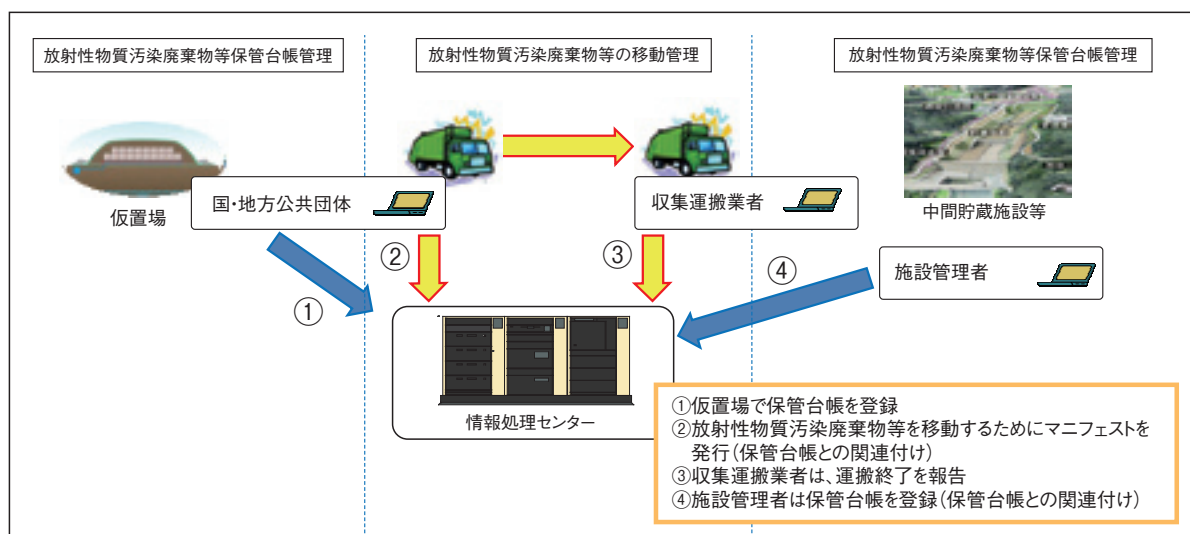 放射性物質汚染廃棄物等保管台帳管理
放射性物質汚染廃棄物等の移動管理
放射性物質汚染廃棄物等保管台帳管理
仮置場
国・地方公共団体
収集運搬業者
中間貯蔵施設等
施設管理者
①
②
③
④
情報処理センター
①仮置場で保管台帳を登録
②放射性物質汚染廃棄物等を移動するためにマニフェストを
発行(保管台帳との関連付け)
③収集運搬業者は、運搬終了を報告
④施設管理者は保管台帳を登録(保管台帳との関連付け)